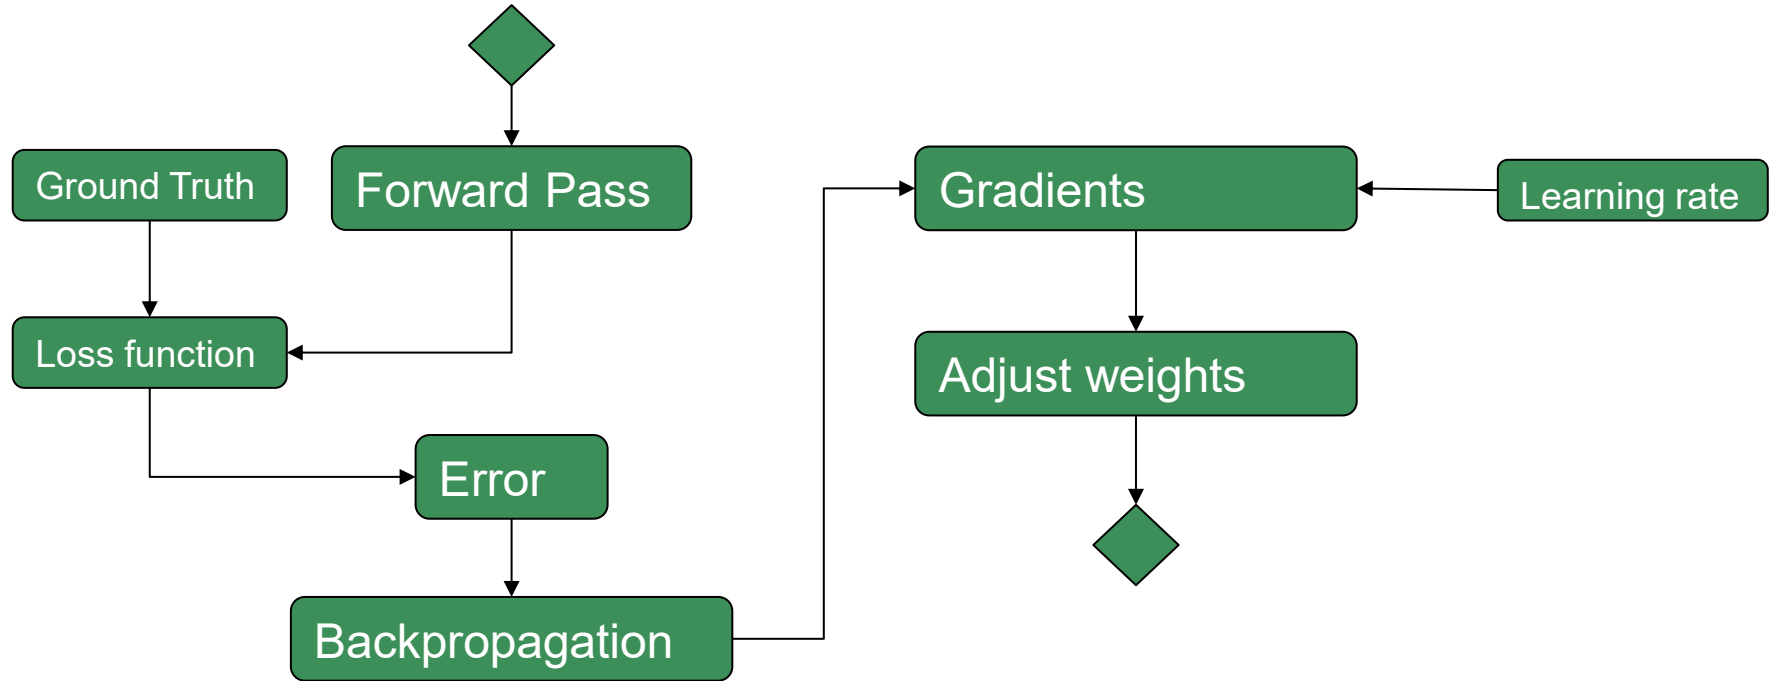 Ground Truth
Forward Pass
Gradients
Learning rate
Loss function
Adjust weights
Error
Backpropagation